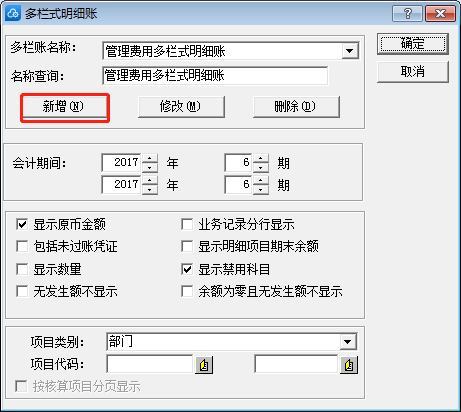 多栏式明细账
多栏账名称： 管理费用多栏式明细账 确定
名称查询： 管理费用多栏式明细账 取消
新增(N) 修改(M) 删除(D)
会计期间： 2017 年 6 期
2017 年 6 期
显示原币金额 业务记录分行显示
包括未过账凭证 显示明细项目期末余额
显示数量 显示禁用科目
无发生额不显示 余额为零且无发生额不显示
项目类别： 部门
项目代码：
按核算项目分页显示